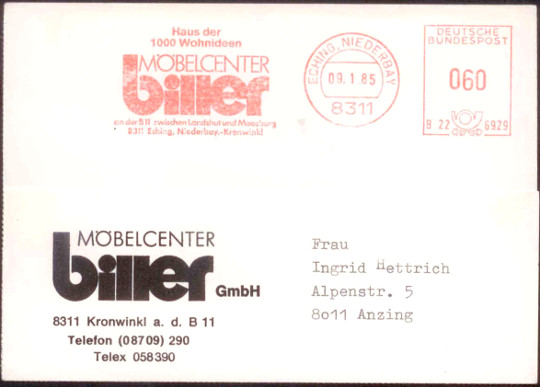 Haus der
1000 Wohnideen
MÖBELCENTER
biller
an der B 11 zwischen Landshut und Moosburg
8311 Eching, Niederbay.-Kronwinkl
ECHING, NIEDERBAY
09.1.85
8311
DEUTSCHE
BUNDESPOST
060
B 22 6929
MÖBELCENTER
biller GmbH
8311 Kronwinkl a. d. B 11
Telefon (08709) 290
Telex 058390
Frau
Ingrid Hettrich
Alpenstr. 5
8011 Anzing